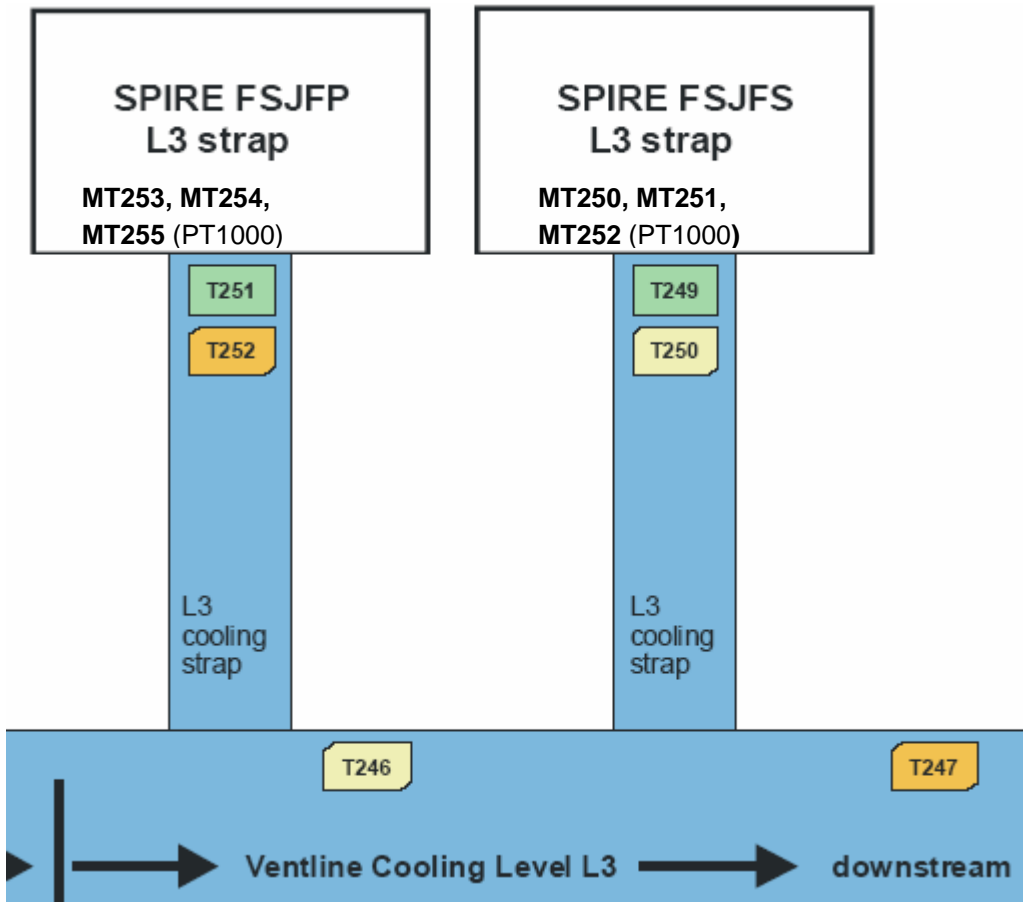 SPIRE FSJFP
L3 strap
MT253, MT254,
MT255 (PT1000)
SPIRE FSJFS
L3 strap
MT250, MT251,
MT252 (PT1000)
T251
T252
T249
T250
L3
cooling
strap
L3
cooling
strap
T246
T247
Ventline Cooling Level L3
downstream